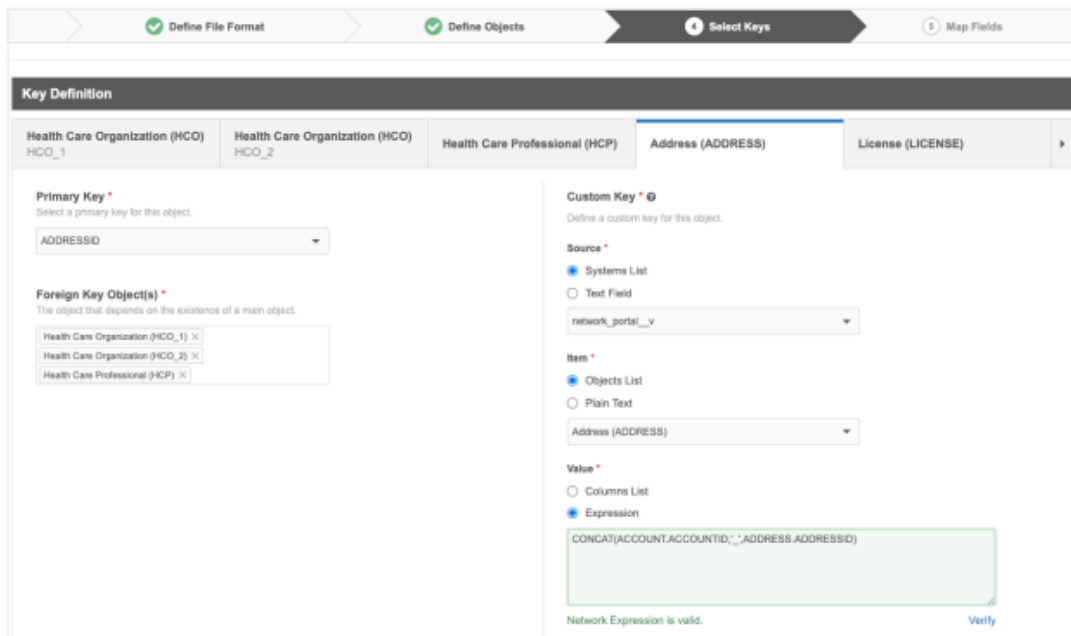 Define File Format
Define Objects
4 Select Keys
5 Map Fields
Key Definition
Health Care Organization (HCO)
HCO_1
Health Care Organization (HCO)
HCO_2
Health Care Professional (HCP)
Address (ADDRESS)
License (LICENSE)
Primary Key *
Select a primary key for this object.
ADDRESSID
Foreign Key Object(s) *
The object that depends on the existence of a main object.
Health Care Organization (HCO_1) ×
Health Care Organization (HCO_2) ×
Health Care Professional (HCP) ×
Custom Key * ?
Define a custom key for this object.
Source *
Systems List
Text Field
network_portal__v
Item *
Objects List
Plain Text
Address (ADDRESS)
Value *
Columns List
Expression
CONCAT(ACCOUNT.ACCOUNTID,'_',ADDRESS.ADDRESSID)
Network Expression is valid.
Verify